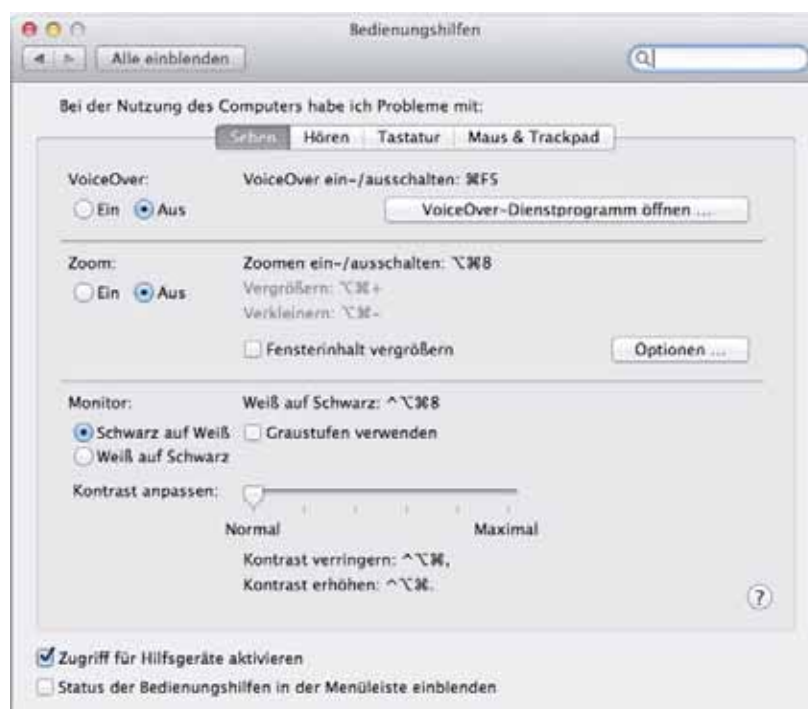 Bedienungshilfen
Alle einblenden
Bei der Nutzung des Computers habe ich Probleme mit:
Sehen Hören Tastatur Maus & Trackpad
VoiceOver: VoiceOver ein-/ausschalten: ⌘F5
Ein Aus VoiceOver-Dienstprogramm öffnen ...
Zoom: Zoomen ein-/ausschalten: ⌥⌘8
Ein Aus Vergrößern: ⌥⌘+
Verkleinern: ⌥⌘-
Fensterinhalt vergrößern Optionen ...
Monitor: Weiß auf Schwarz: ^⌥⌘8
Schwarz auf Weiß Graustufen verwenden
Weiß auf Schwarz
Kontrast anpassen:
Normal Maximal
Kontrast verringern: ^⌥⌘,
Kontrast erhöhen: ^⌥⌘.
?
Zugriff für Hilfsgeräte aktivieren
Status der Bedienungshilfen in der Menüleiste einblenden